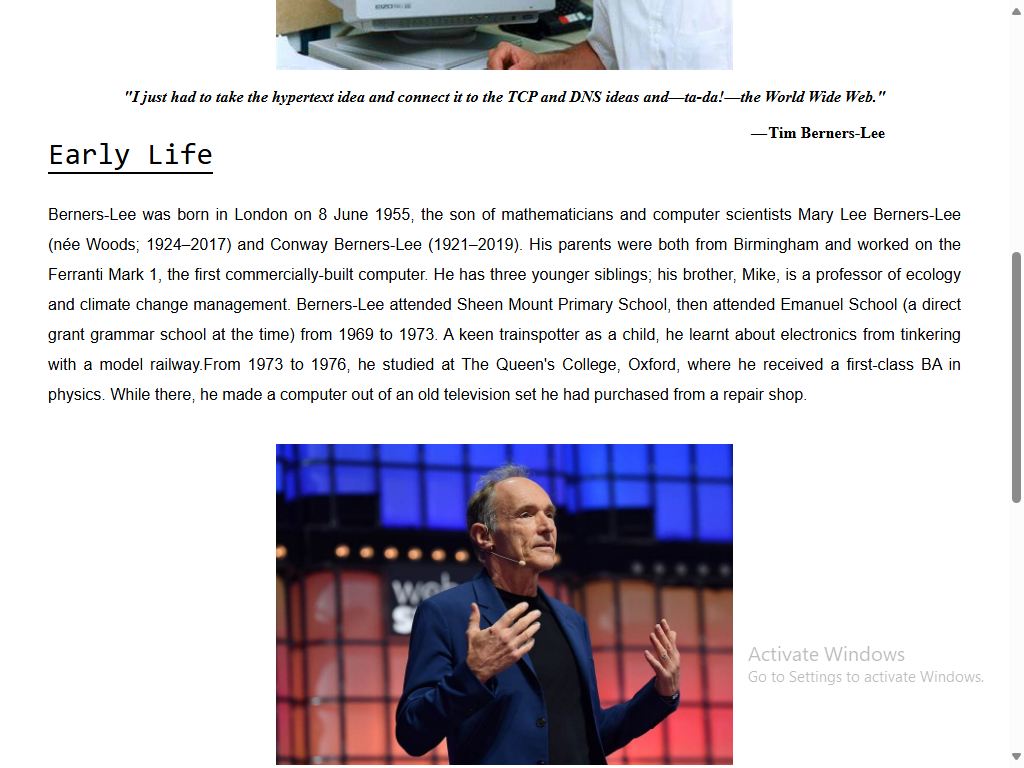 EIZO
"I just had to take the hypertext idea and connect it to the TCP and DNS ideas and—ta-da!—the World Wide Web."
—Tim Berners-Lee
Early Life
Berners-Lee was born in London on 8 June 1955, the son of mathematicians and computer scientists Mary Lee Berners-Lee
(née Woods; 1924–2017) and Conway Berners-Lee (1921–2019). His parents were both from Birmingham and worked on the
Ferranti Mark 1, the first commercially-built computer. He has three younger siblings; his brother, Mike, is a professor of ecology
and climate change management. Berners-Lee attended Sheen Mount Primary School, then attended Emanuel School (a direct
grant grammar school at the time) from 1969 to 1973. A keen trainspotter as a child, he learnt about electronics from tinkering
with a model railway.From 1973 to 1976, he studied at The Queen's College, Oxford, where he received a first-class BA in
physics. While there, he made a computer out of an old television set he had purchased from a repair shop.
web
Activate Windows
Go to Settings to activate Windows.